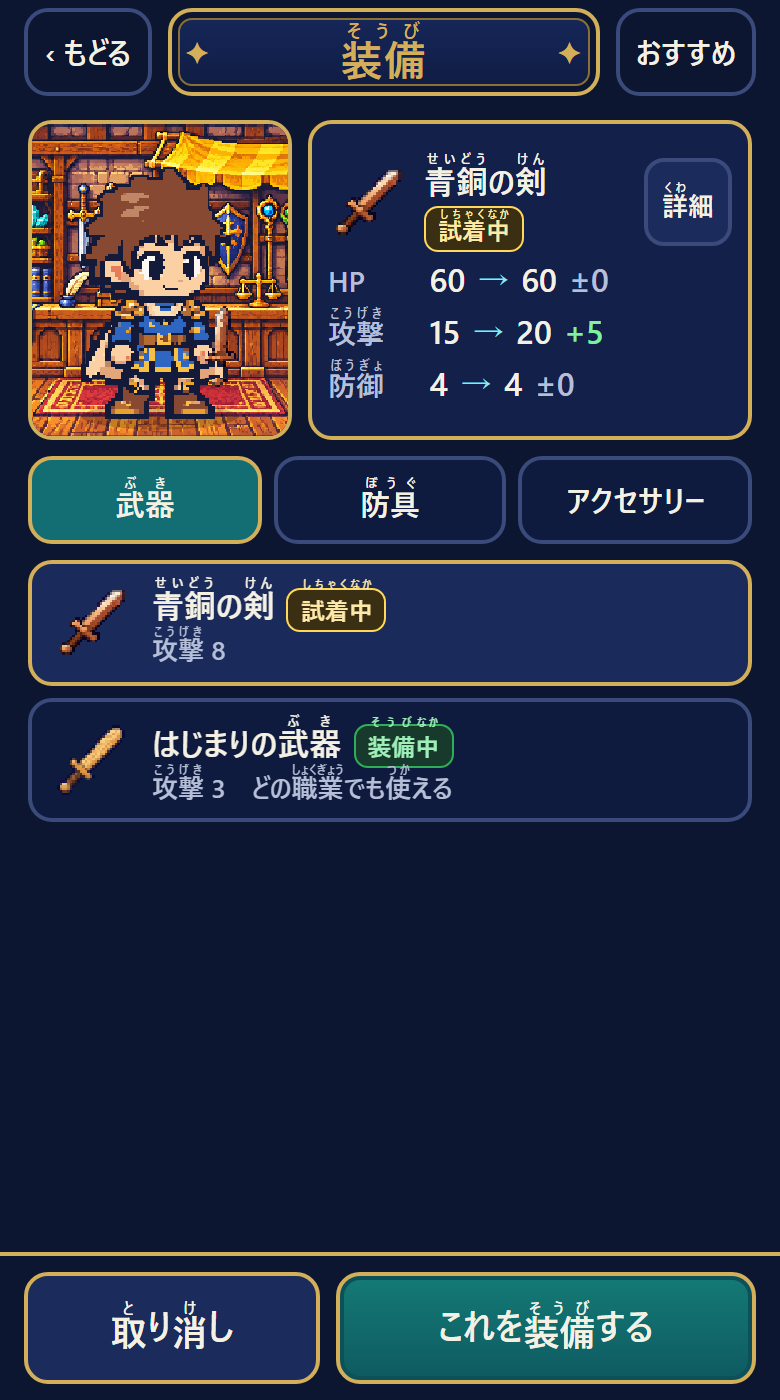 ‹ もどる
そうび
装備
おすすめ
せいどう けん
青銅の剣
しちゃくなか
試着中
くわ
詳細
HP 60 → 60 ±0
こうげき
攻撃 15 → 20 +5
ぼうぎょ
防御 4 → 4 ±0
ぶき
武器
ぼうぐ
防具
アクセサリー
せいどう けん しちゃくなか
青銅の剣 試着中
こうげき
攻撃 8
ぶき そうびなか
はじまりの武器 装備中
こうげき しょくぎょう つか
攻撃 3 どの職業でも使える
と け
取り消し
そうび
これを装備する